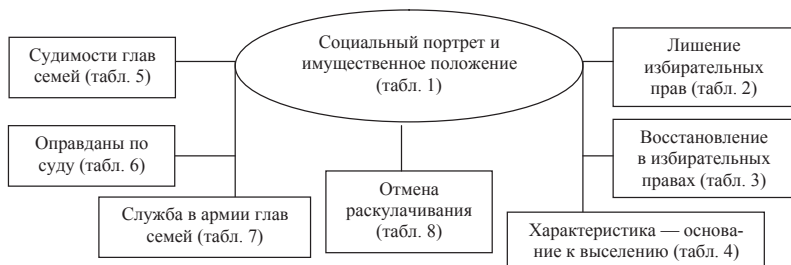 Социальный портрет и
имущественное положение
(табл. 1)
Судимости глав
семей (табл. 5)
Лишение
избирательных
прав (табл. 2)
Оправданы по
суду (табл. 6)
Восстановление
в избирательных
правах (табл. 3)
Служба в армии глав
семей (табл. 7)
Отмена
раскулачивания
(табл. 8)
Характеристика — основа-
ние к выселению (табл. 4)